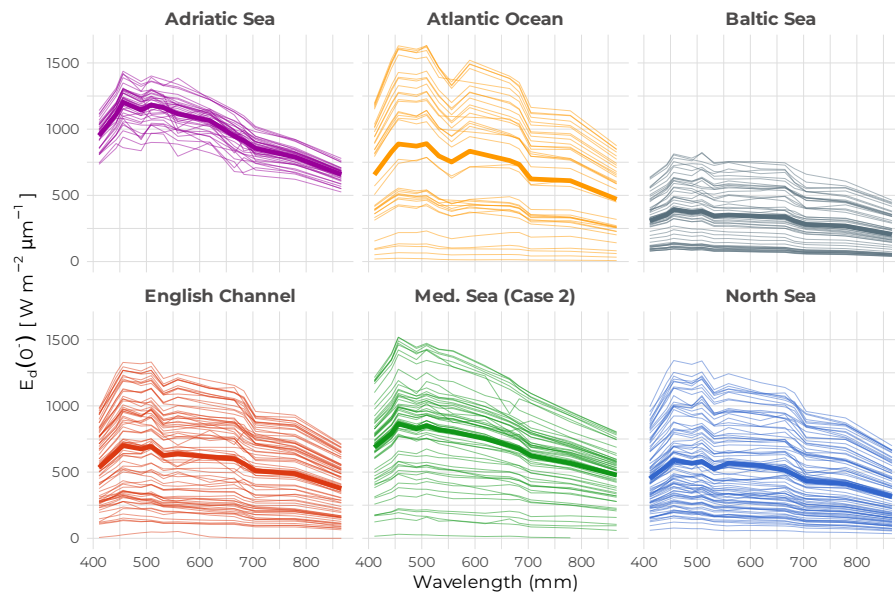 Adriatic Sea Atlantic Ocean Baltic Sea
1500
1000
500
0
English Channel Med. Sea (Case 2) North Sea
1500
1000
500
0
400 500 600 700 800 400 500 600 700 800 400 500 600 700 800
Wavelength (mm)
E_d(0⁻) [ W m⁻² µm⁻¹ ]